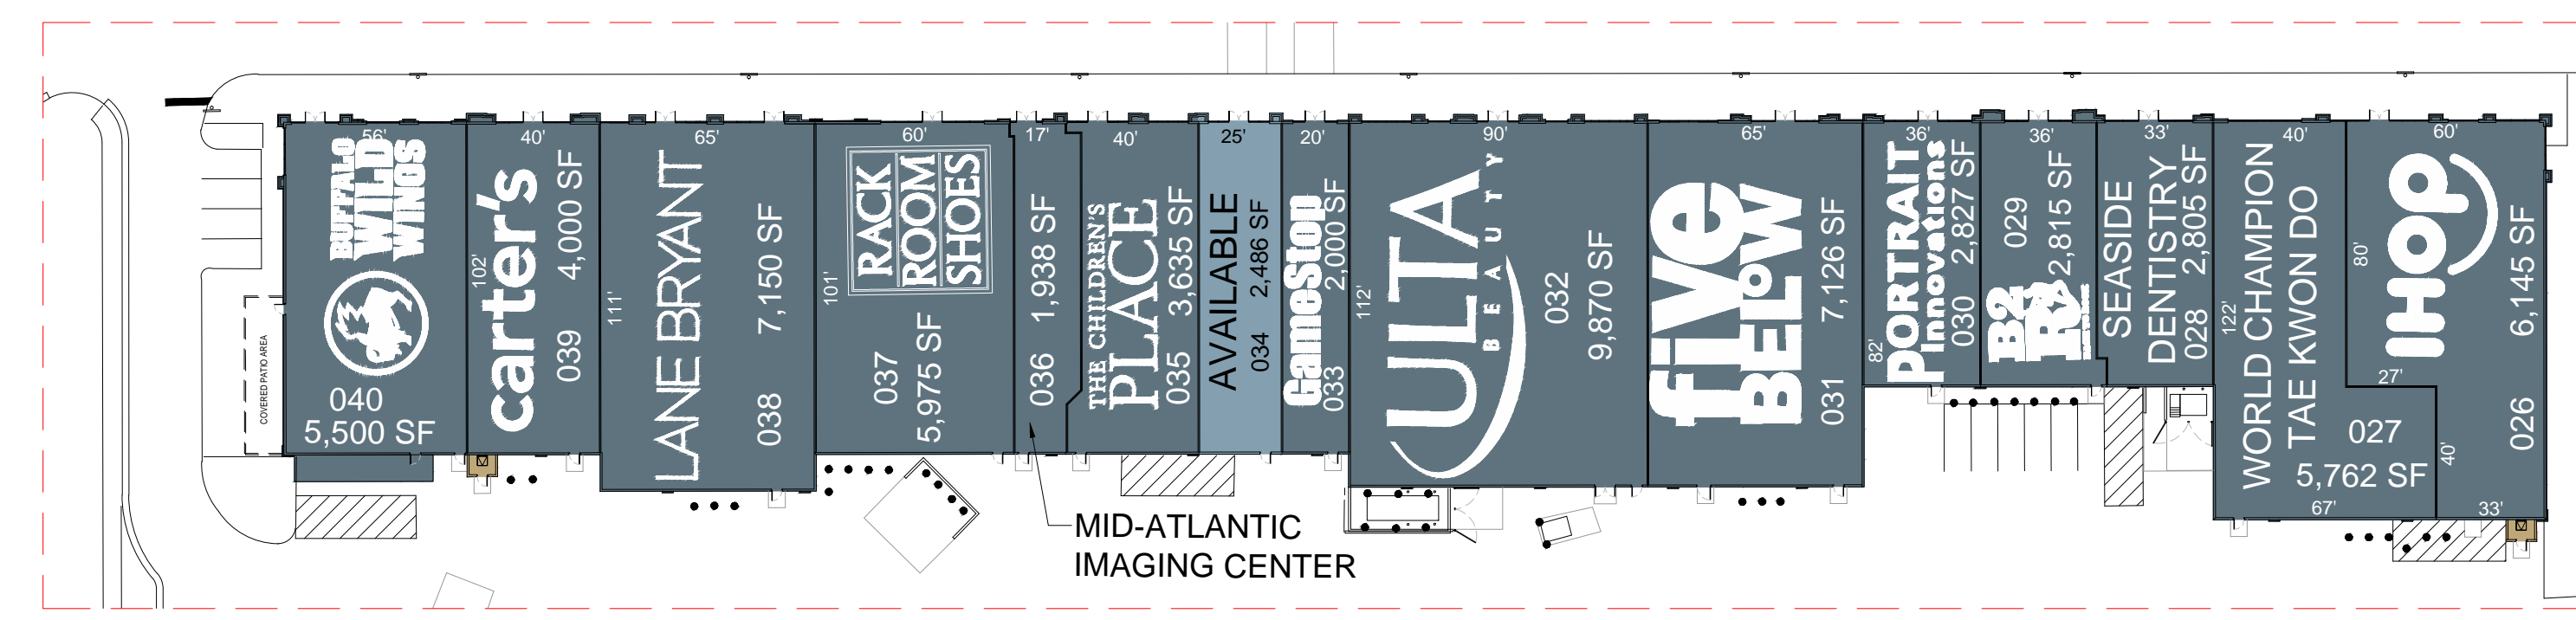 56'
BUFFALO
WILD
WINGS
040
5,500 SF
COVERED PATIO AREA
40'
102'
carter's
039 4,000 SF
65'
111'
LANE BRYANT
038 7,150 SF
60'
101'
RACK
ROOM
SHOES
037
5,975 SF
17'
036 1,938 SF
MID-ATLANTIC
IMAGING CENTER
40'
THE CHILDREN'S
PLACE
035 3,635 SF
25'
AVAILABLE
034 2,486 SF
20'
GameStop
033 2,000 SF
90'
112'
ULTA
BEAUTY
032
9,870 SF
65'
five
BELOW
031 7,126 SF
36'
82'
PORTRAIT
innovations
030 2,827 SF
36'
029
2,815 SF
B2
33'
SEASIDE
DENTISTRY
028 2,805 SF
40'
122'
WORLD CHAMPION
TAE KWON DO
027
5,762 SF
67'
60'
80'
27'
40'
33'
IHOP
026 6,145 SF